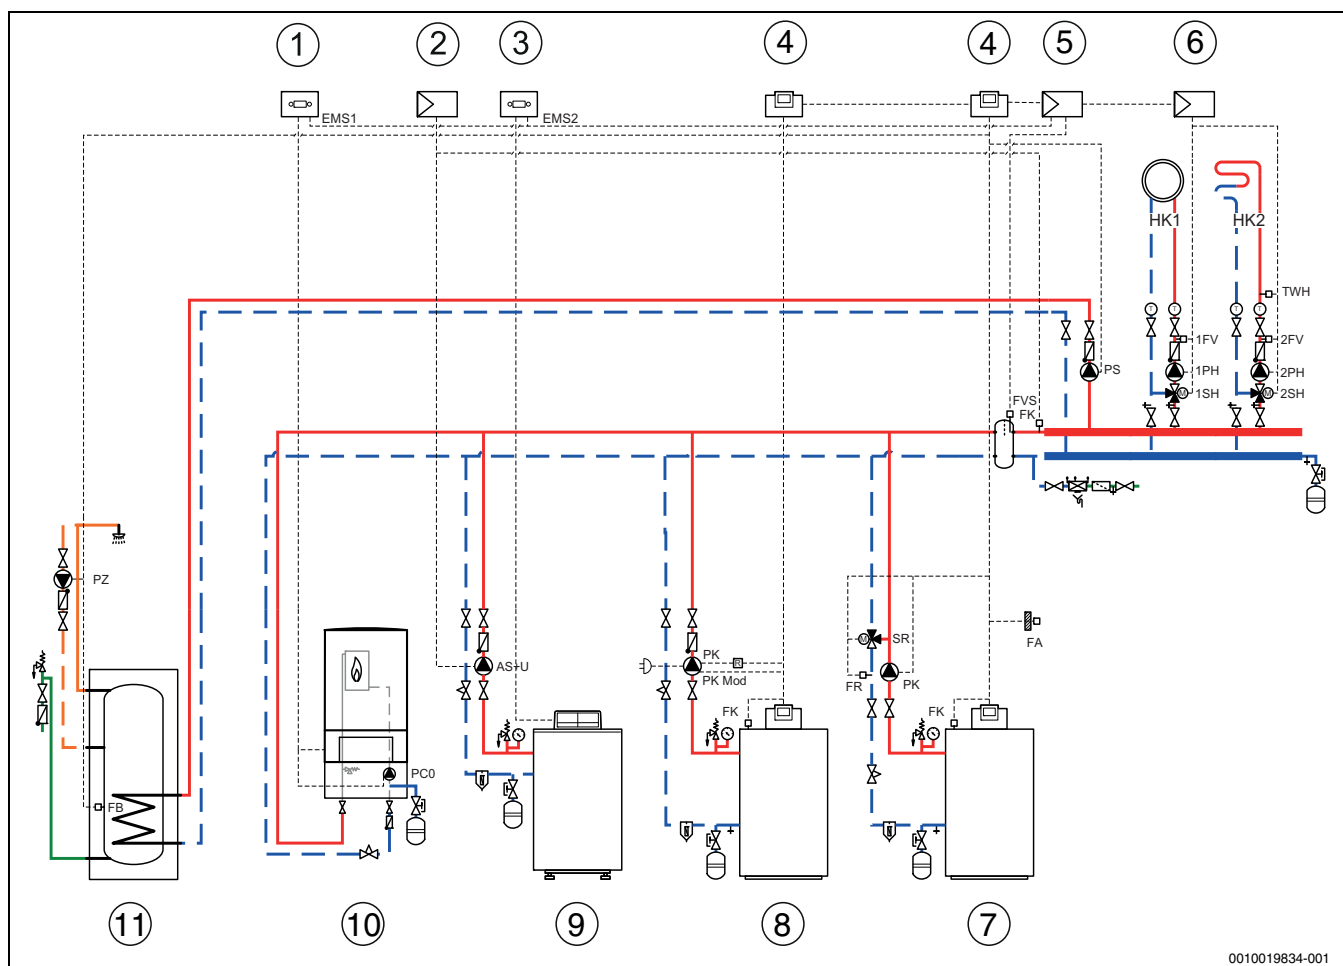 1 2 3 4 4 5 6
EMS1 EMS2
HK1 HK2
TWH
1FV 2FV
PS 1PH 2PH
1SH 2SH
FVS
FK
PZ
SR
FA
AS+U PK
PK Mod FR PK
FK FK
PC0
FB
11 10 9 8 7
0010019834-001